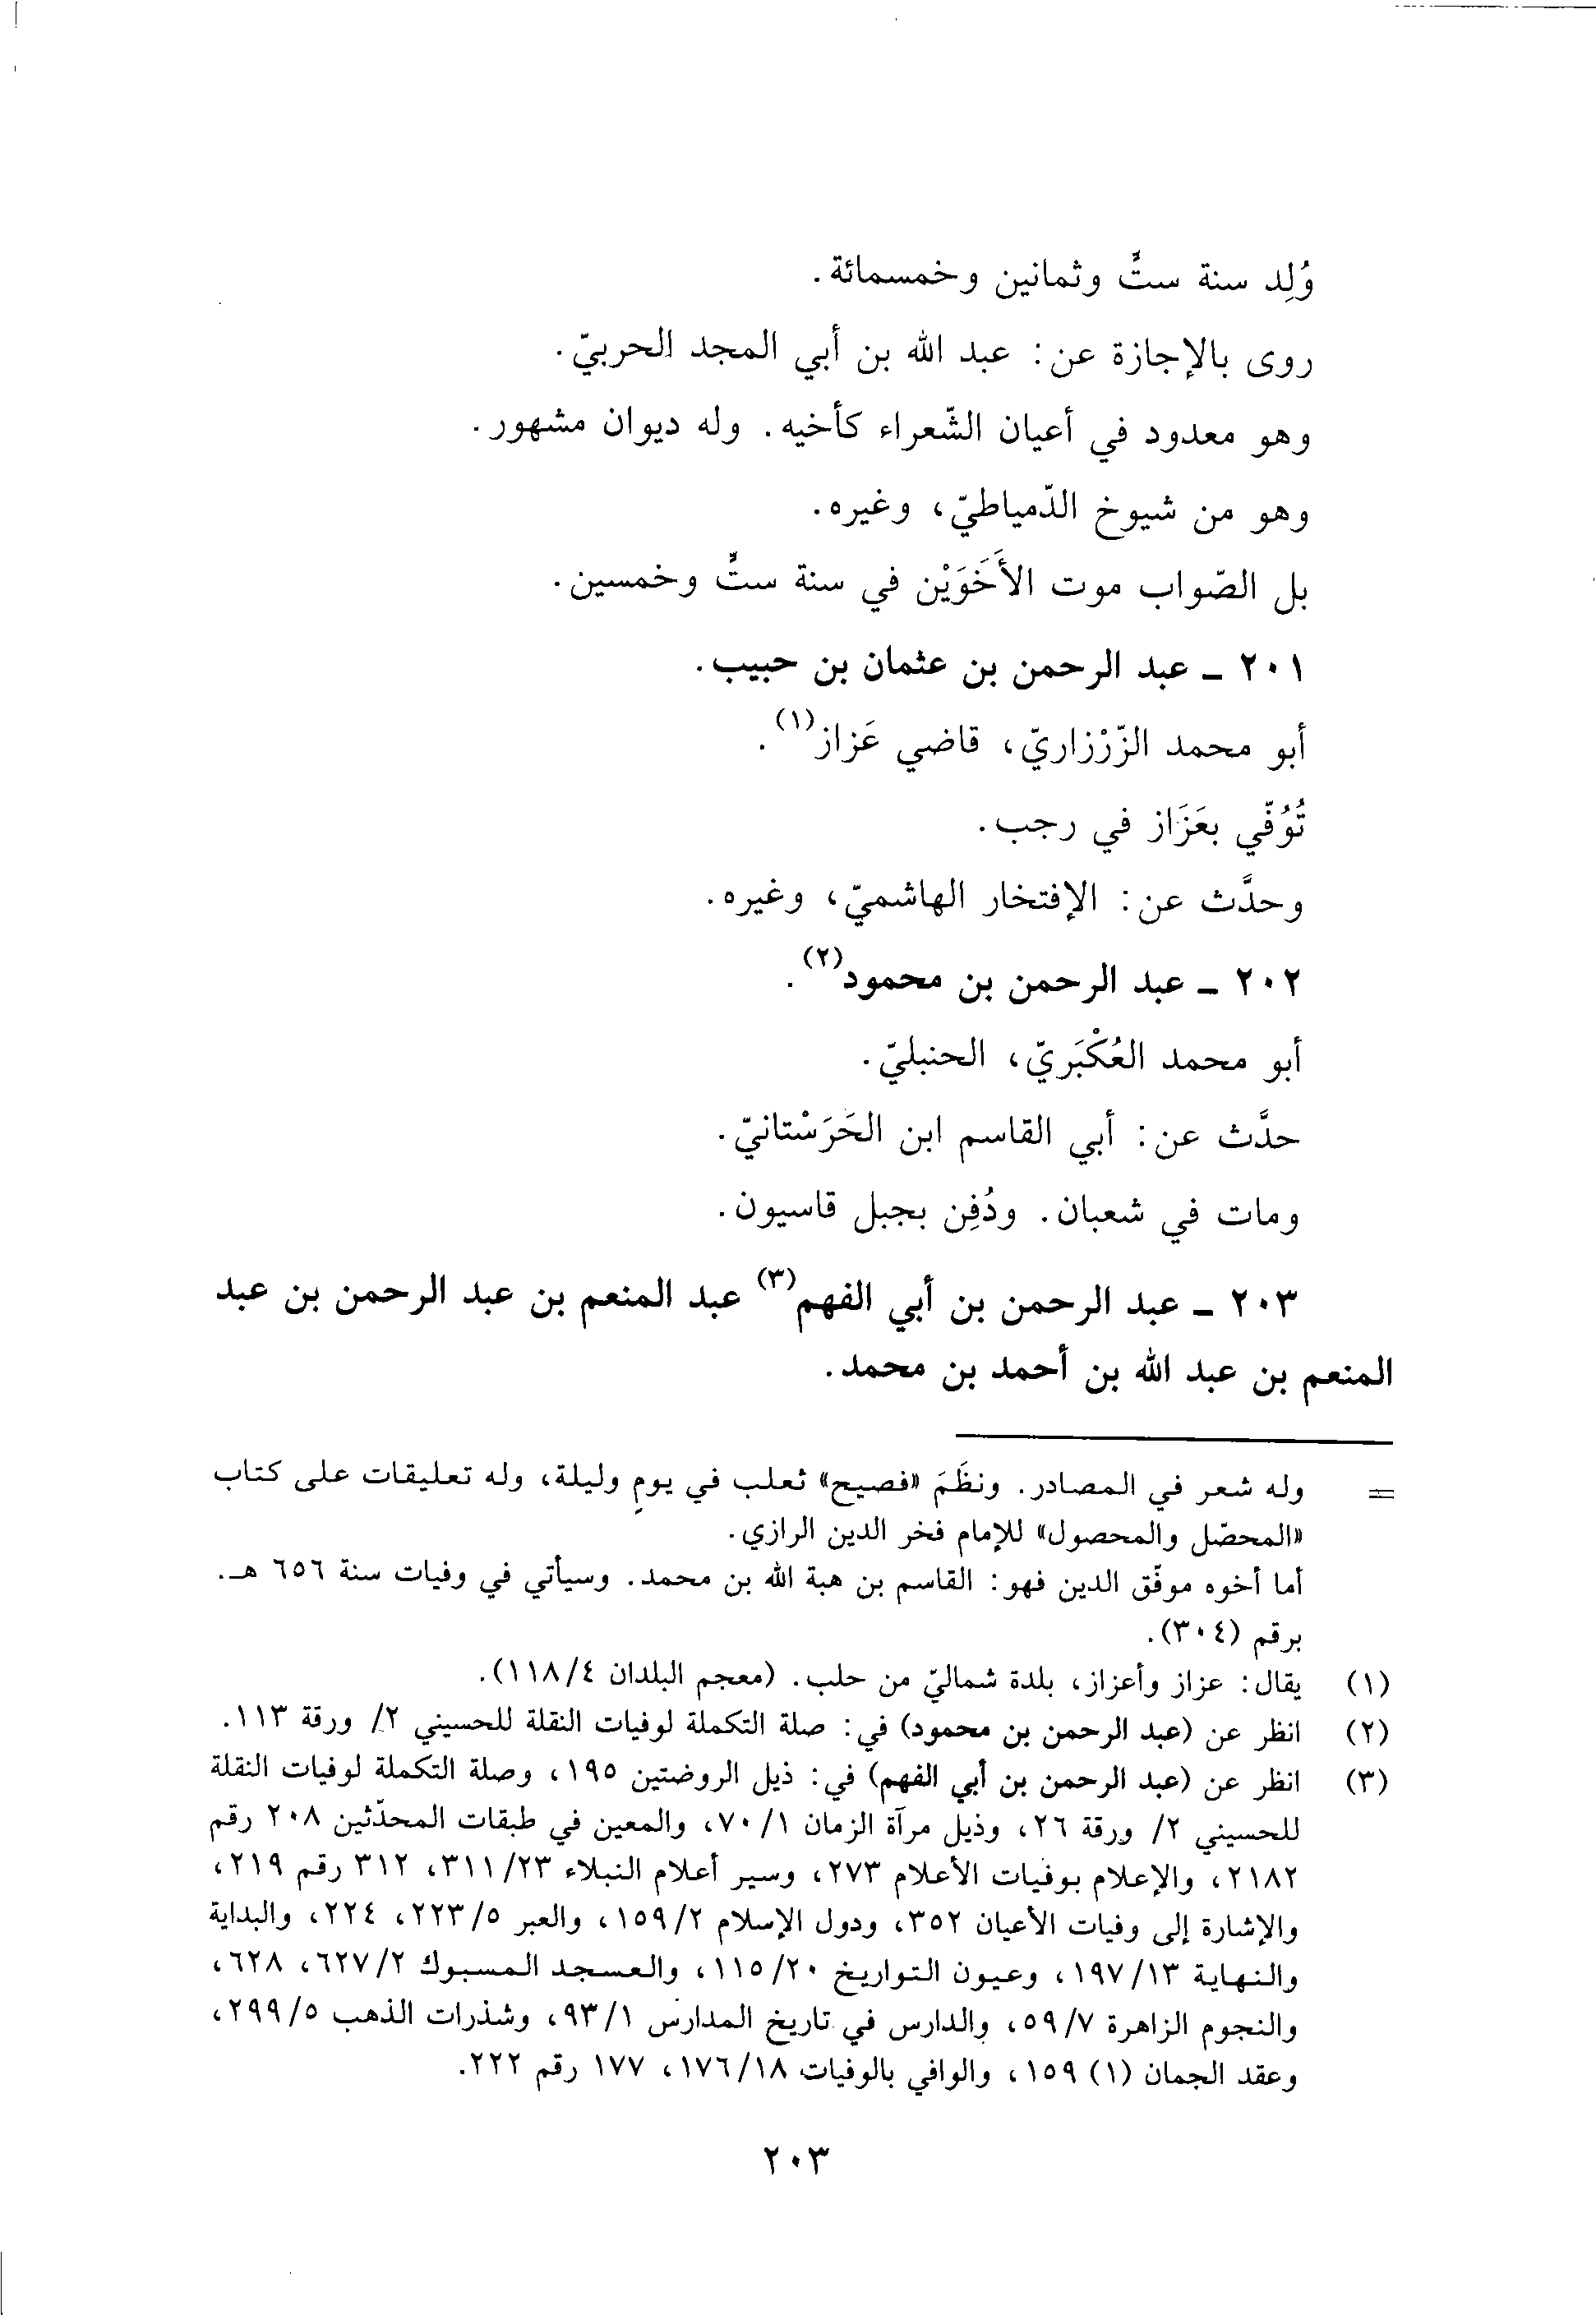 وُلِد سنة ستٍّ وثمانين وخمسمائة.
روى بالإجازة عن: عبد الله بن أبي المجد الحربيّ.
وهو معدود في أعيان الشّعراء كأخيه. وله ديوان مشهور.
وهو من شيوخ الدّمياطيّ، وغيره.
بل الصّواب موت الأَخَوَيْن في سنة ستٍّ وخمسين.
٢٠١ ـ عبد الرحمن بن عثمان بن حبيب.
أبو محمد الزّرْزاريّ، قاضي عَزاز(١).
تُوُفّي بعَزَاز في رجب.
وحدَّث عن: الإفتخار الهاشميّ، وغيره.
٢٠٢ ـ عبد الرحمن بن محمود(٢).
أبو محمد العُكْبَريّ، الحنبليّ.
حدَّث عن: أبي القاسم ابن الحَرَسْتانيّ.
ومات في شعبان. ودُفِن بجبل قاسيون.
٢٠٣ ـ عبد الرحمن بن أبي الفهم(٣) عبد المنعم بن عبد الرحمن بن عبد
المنعم بن عبد الله بن أحمد بن محمد.
= وله شعر في المصادر. ونظَمَ «فصيح» ثعلب في يومٍ وليلة، وله تعليقات على كتاب
«المحصّل والمحصول» للإمام فخر الدين الرازي.
أما أخوه موفّق الدين فهو: القاسم بن هبة الله بن محمد. وسيأتي في وفيات سنة ٦٥٦ هـ.
برقم (٣٠٤).
(١) يقال: عزاز وأعزاز، بلدة شماليّ من حلب. (معجم البلدان ٤/١١٨).
(٢) انظر عن (عبد الرحمن بن محمود) في: صلة التكملة لوفيات النقلة للحسيني ٢/ ورقة ١١٣.
(٣) انظر عن (عبد الرحمن بن أبي الفهم) في: ذيل الروضتين ١٩٥، وصلة التكملة لوفيات النقلة
للحسيني ٢/ ورقة ٢٦، وذيل مرآة الزمان ١/٧٠، والمعين في طبقات المحدّثين ٢٠٨ رقم
٢١٨٢، والإعلام بوفيات الأعلام ٢٧٣، وسير أعلام النبلاء ٢٣/٣١١، ٣١٢ رقم ٢١٩،
والإشارة إلى وفيات الأعيان ٣٥٢، ودول الإسلام ٢/١٥٩، والعبر ٥/٢٢٣، ٢٢٤، والبداية
والنهاية ١٣/١٩٧، وعيون التواريخ ٢٠/١١٥، والعسجد المسبوك ٢/٦٢٧، ٦٢٨،
والنجوم الزاهرة ٧/٥٩، والدارس في تاريخ المدارس ١/٩٣، وشذرات الذهب ٥/٢٩٩،
وعقد الجمان (١) ١٥٩، والوافي بالوفيات ١٨/١٧٦، ١٧٧ رقم ٢٢٢.
٢٠٣